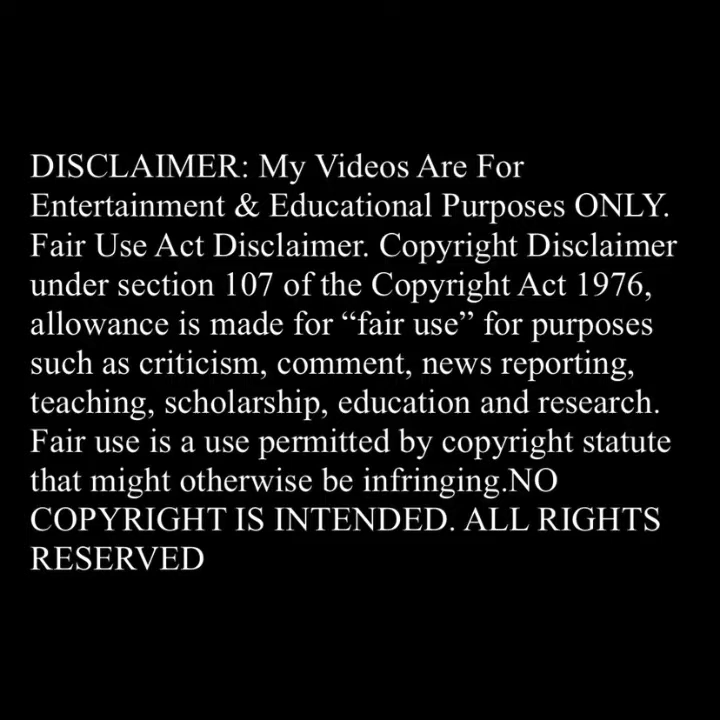 DISCLAIMER: My Videos Are For
Entertainment & Educational Purposes ONLY.
Fair Use Act Disclaimer. Copyright Disclaimer
under section 107 of the Copyright Act 1976,
allowance is made for “fair use” for purposes
such as criticism, comment, news reporting,
teaching, scholarship, education and research.
Fair use is a use permitted by copyright statute
that might otherwise be infringing.NO
COPYRIGHT IS INTENDED. ALL RIGHTS
RESERVED